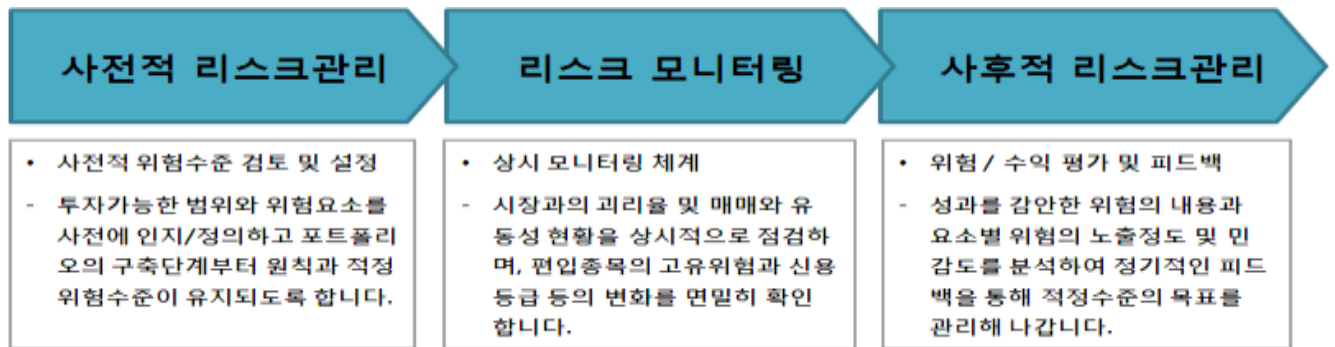 사전적 리스크관리
리스크 모니터링
사후적 리스크관리
• 사전적 위험수준 검토 및 설정
- 투자가능한 범위와 위험요소를
사전에 인지/정의하고 포트폴리
오의 구축단계부터 원칙과 적정
위험수준이 유지되도록 합니다.
• 상시 모니터링 체계
- 시장과의 괴리율 및 매매와 유
동성 현황을 상시적으로 점검하
며, 편입종목의 고유위험과 신용
등급 등의 변화를 면밀히 확인
합니다.
• 위험 / 수익 평가 및 피드백
- 성과를 감안한 위험의 내용과
요소별 위험의 노출정도 및 민
감도를 분석하여 정기적인 피드
백을 통해 적정수준의 목표를
관리해 나갑니다.